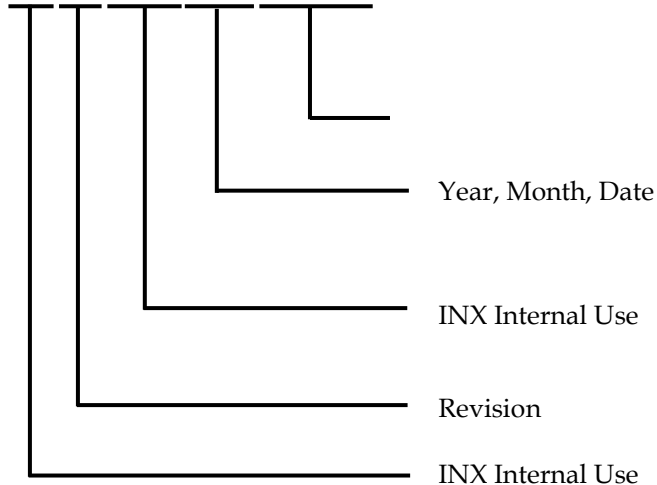 Year, Month, Date
INX Internal Use
Revision
INX Internal Use